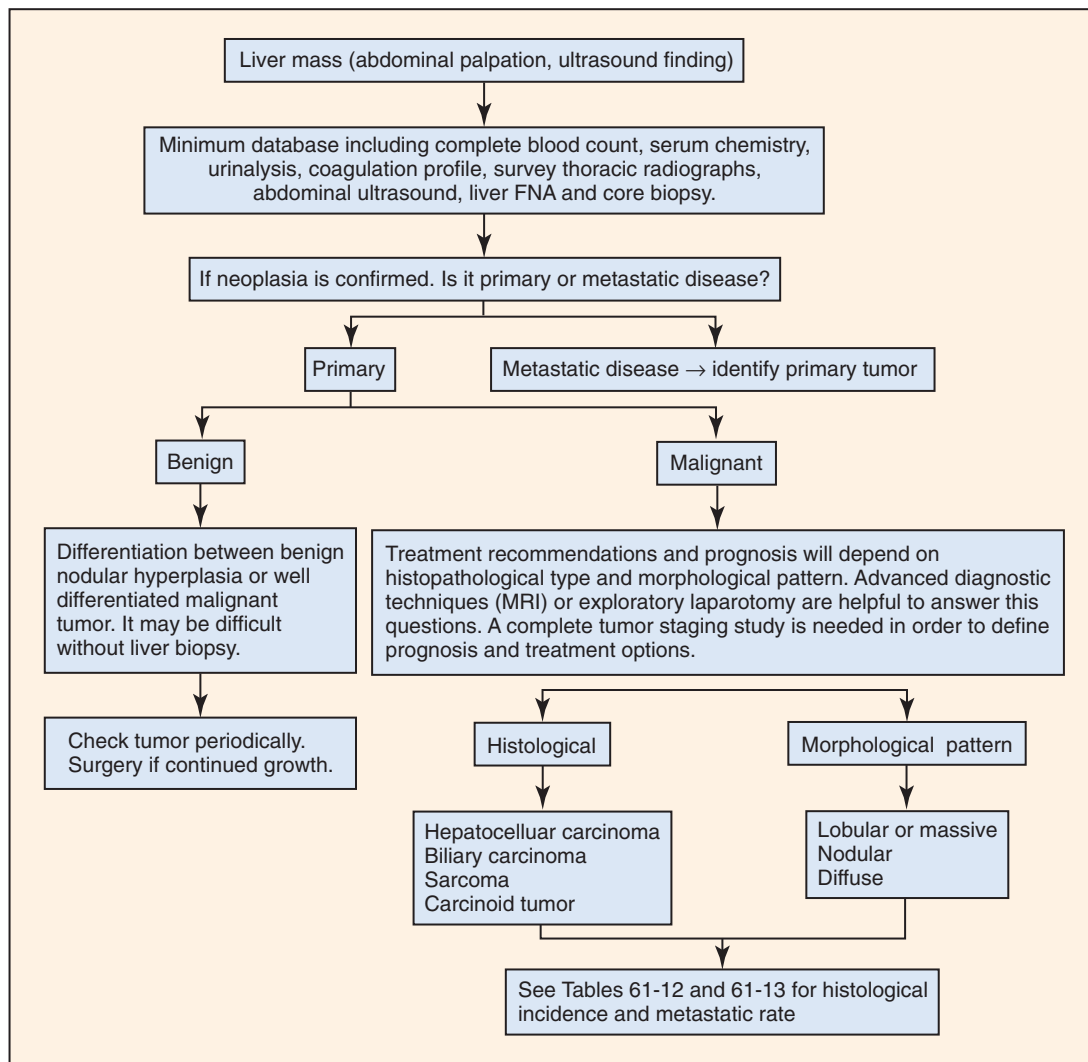 Liver mass (abdominal palpation, ultrasound finding)
Minimum database including complete blood count, serum chemistry,
urinalysis, coagulation profile, survey thoracic radiographs,
abdominal ultrasound, liver FNA and core biopsy.
If neoplasia is confirmed. Is it primary or metastatic disease?
Primary
Metastatic disease → identify primary tumor
Benign
Malignant
Differentiation between benign
nodular hyperplasia or well
differentiated malignant
tumor. It may be difficult
without liver biopsy.
Treatment recommendations and prognosis will depend on
histopathological type and morphological pattern. Advanced diagnostic
techniques (MRI) or exploratory laparotomy are helpful to answer this
questions. A complete tumor staging study is needed in order to define
prognosis and treatment options.
Check tumor periodically.
Surgery if continued growth.
Histological
Morphological pattern
Hepatocelluar carcinoma
Biliary carcinoma
Sarcoma
Carcinoid tumor
Lobular or massive
Nodular
Diffuse
See Tables 61-12 and 61-13 for histological
incidence and metastatic rate